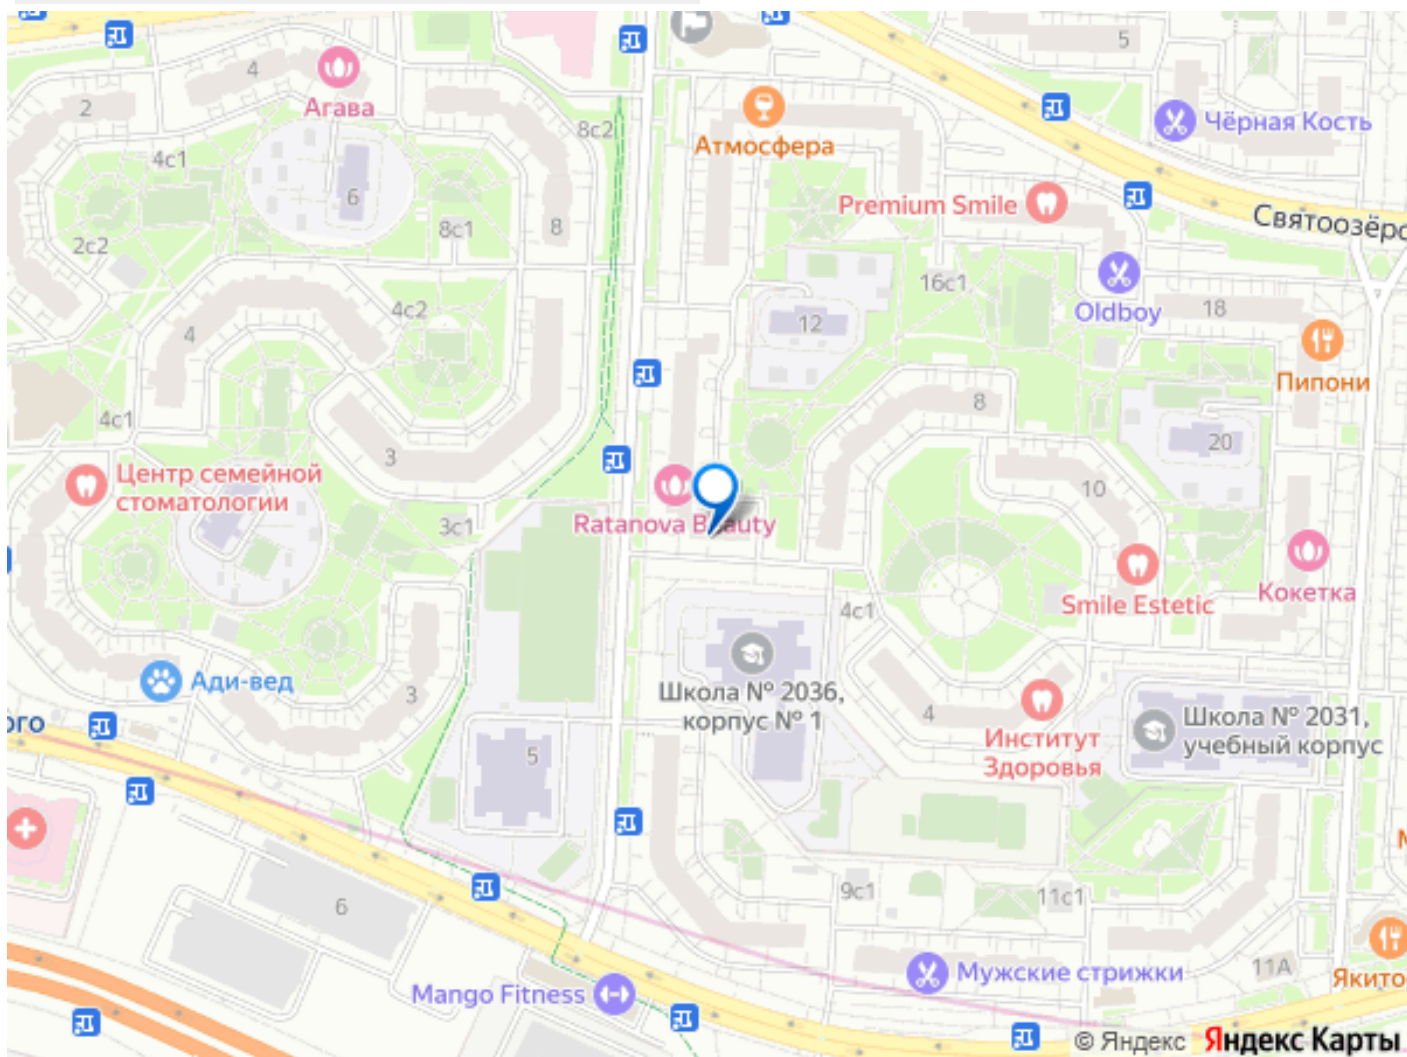 5
4
2
Агава
8с2
Чёрная Кость
Атмосфера
4с1
6
Premium Smile
8с1
8
Святоозёрс
2с2
16с1
4с2
Oldboy
18
12
4
Пипони
8
4с1
20
3
Центр семейной
стоматологии
10
3с1
Ratanova Beauty
Кокетка
Smile Estetic
4с1
Школа № 2036,
корпус № 1
Ади-вед
3
4
ого
Школа № 2031,
учебный корпус
Институт
Здоровья
5
М
9с1
11с1
6
11А
Мужские стрижки
Якито
Mango Fitness
© Яндекс Яндекс Карты